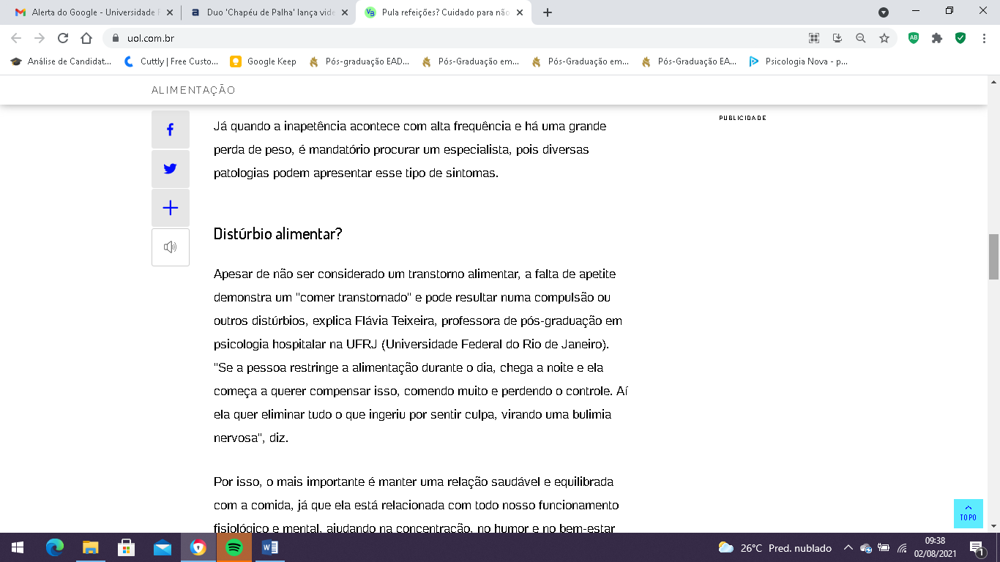 Alerta do Google - Universidade F
Duo 'Chapéu de Palha' lança vid
Pula refeições? Cuidado para não
uol.com.br
Análise de Candidat...
Cuttly | Free Custo...
Google Keep
Pós-graduação EAD...
Pós-Graduação em...
Pós-Graduação em...
Pós-Graduação EA...
Psicologia Nova - p...
ALIMENTAÇÃO
PUBLICIDADE
Já quando a inapetência acontece com alta frequência e há uma grande
perda de peso, é mandatório procurar um especialista, pois diversas
patologias podem apresentar esse tipo de sintomas.
Distúrbio alimentar?
Apesar de não ser considerado um transtorno alimentar, a falta de apetite
demonstra um "comer transtornado" e pode resultar numa compulsão ou
outros distúrbios, explica Flávia Teixeira, professora de pós-graduação em
psicologia hospitalar na UFRJ (Universidade Federal do Rio de Janeiro).
"Se a pessoa restringe a alimentação durante o dia, chega a noite e ela
começa a querer compensar isso, comendo muito e perdendo o controle. Aí
ela quer eliminar tudo o que ingeriu por sentir culpa, virando uma bulimia
nervosa", diz.
Por isso, o mais importante é manter uma relação saudável e equilibrada
com a comida, já que ela está relacionada com todo nosso funcionamento
fisiológico e mental, ajudando na concentração, no humor e no bem-estar
TOPO
26°C Pred. nublado
09:38
02/08/2021
1